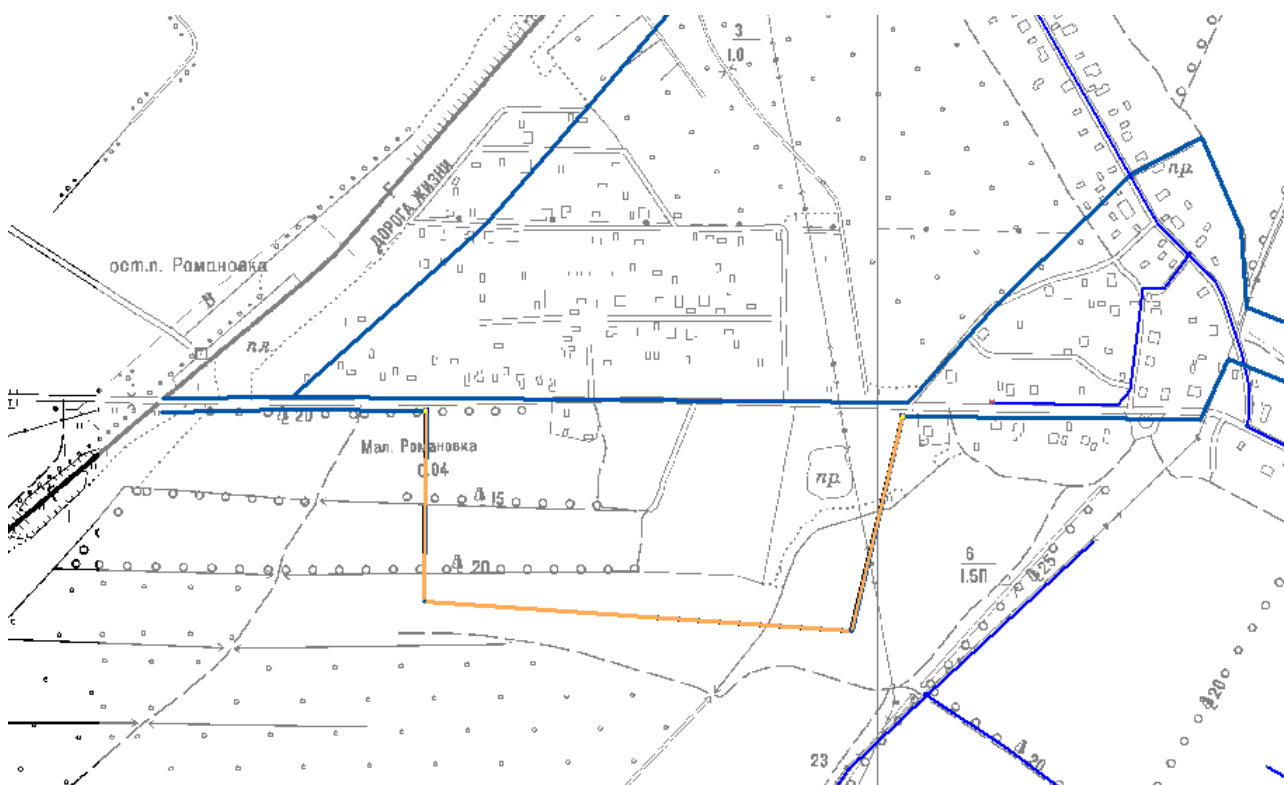 3
1.0
пр.
ДОРОГА ЖИЗНИ
Г
ост.п. Романовка
В
пл.
20
Мал. Романовка
0.04
пр.
15
20
6
1.5П
25
20
23
20